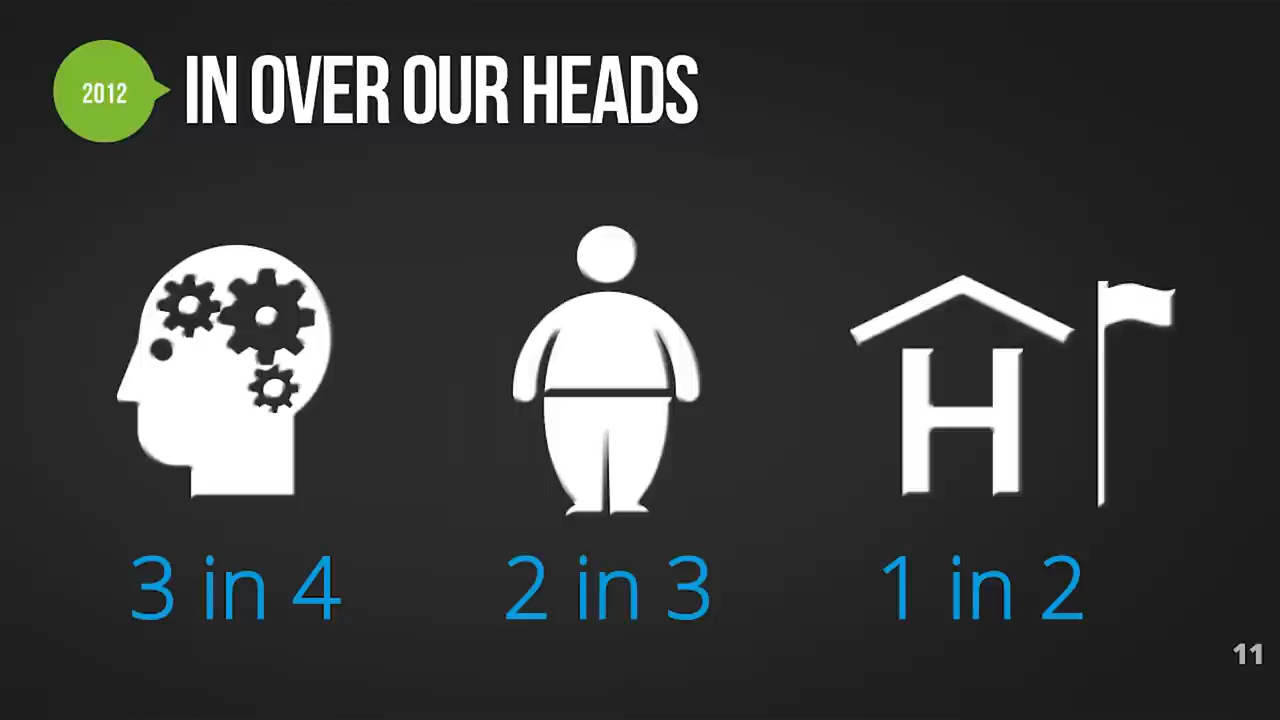 2012
IN OVER OUR HEADS
H
3 in 4
2 in 3
1 in 2
11